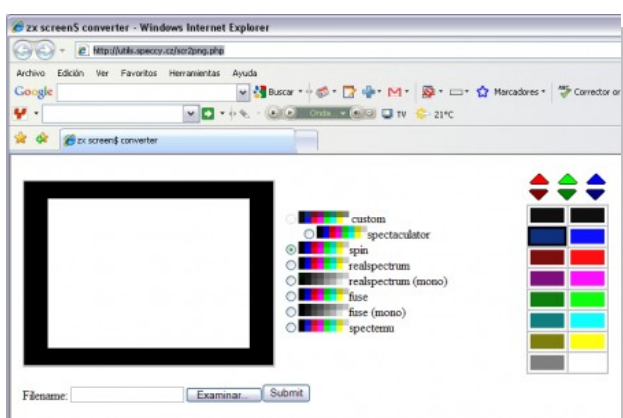 zx screenS converter - Windows Internet Explorer
http://utils.speccy.cz/scr2png.php
Archivo Edición Ver Favoritos Herramientas Ayuda
Google Buscar Marcadores Corrector or
Onda TV 21°C
zx screen$ converter
custom
spectaculator
spin
realspectrum
realspectrum (mono)
fuse
fuse (mono)
spectemu
Filename: Examinar... Submit